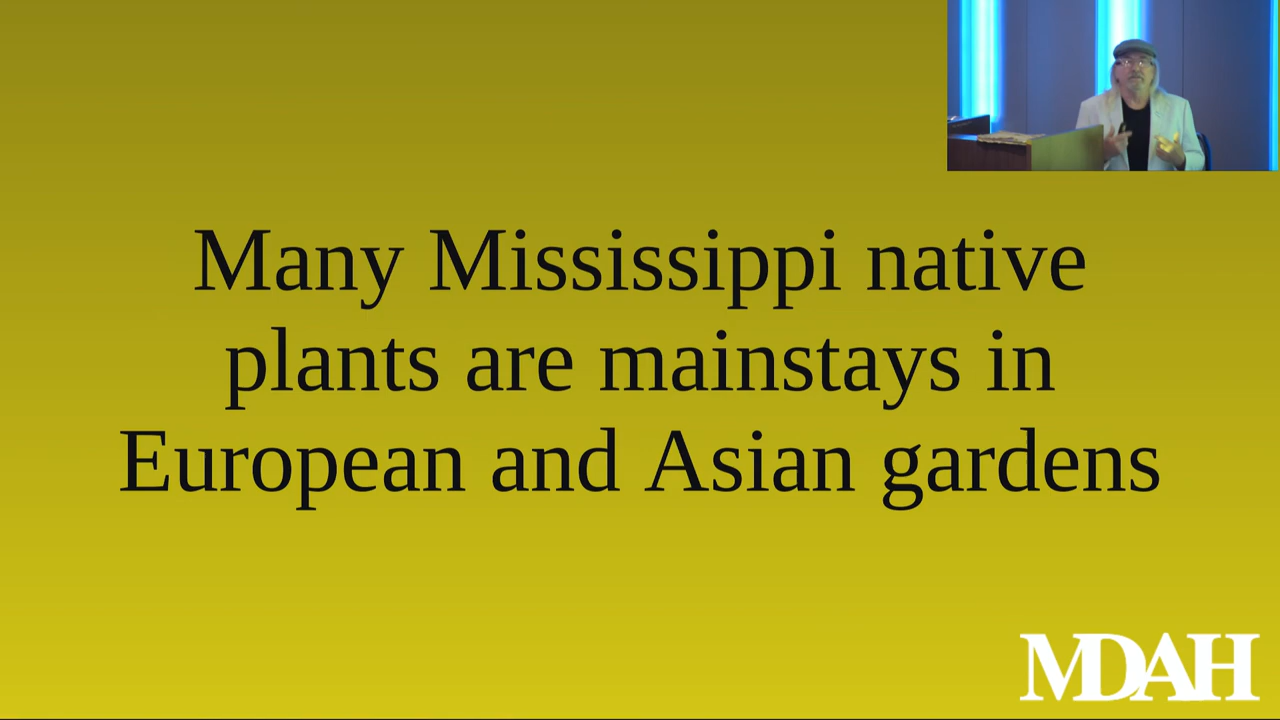 Many Mississippi native
plants are mainstays in
European and Asian gardens
MDAH